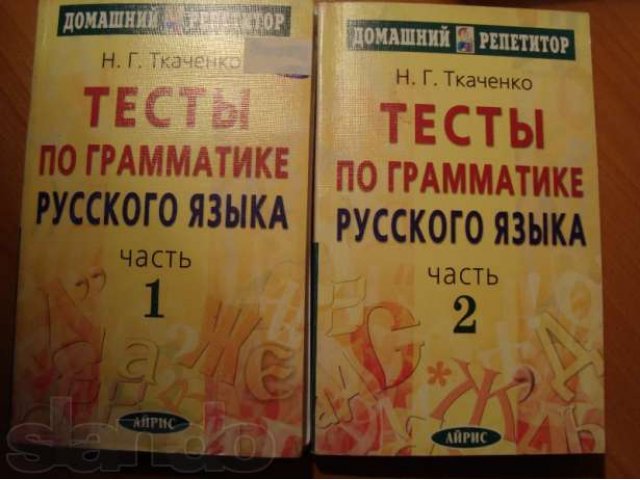 ДОМАШНИЙ РЕПЕТИТОР
Н. Г. Ткаченко
ТЕСТЫ
ПО ГРАММАТИКЕ
РУССКОГО ЯЗЫКА
часть
1
АЙРИС
ДОМАШНИЙ РЕПЕТИТОР
Н. Г. Ткаченко
ТЕСТЫ
ПО ГРАММАТИКЕ
РУССКОГО ЯЗЫКА
часть
2
АЙРИС
slando